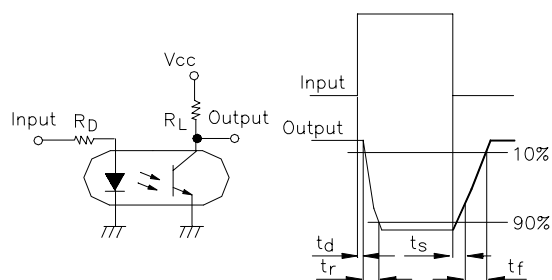 Vcc
Input
RD
RL
Output
Input
Output
10%
90%
td
ts
tr
tf